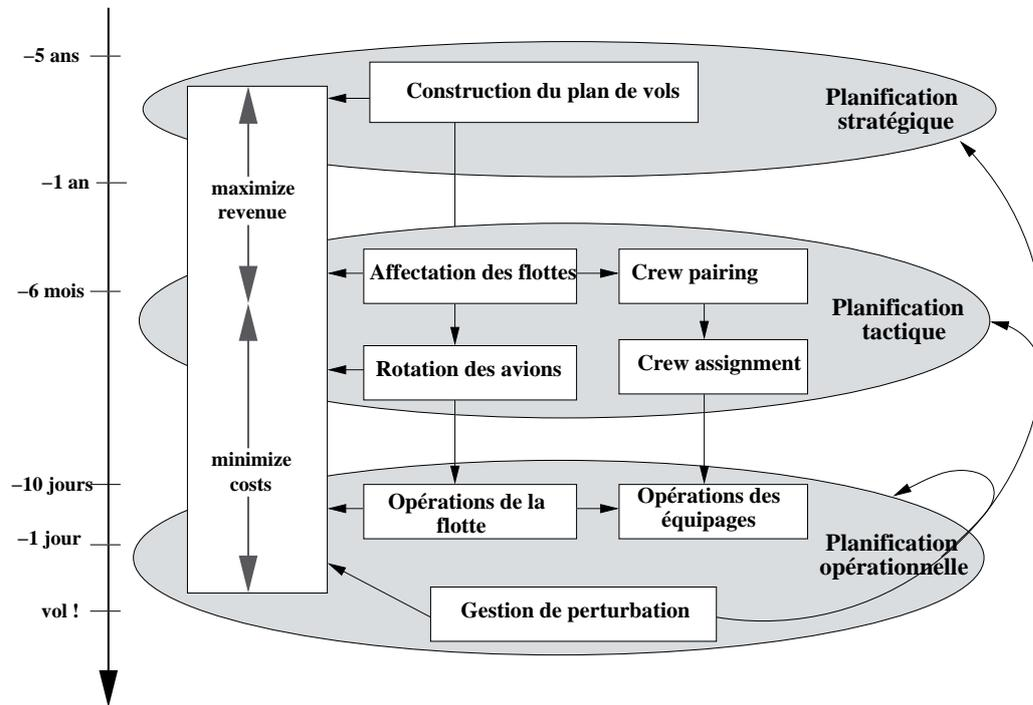 −5 ans
Construction du plan de vols
Planification
stratégique
−1 an
maximize
revenue
−6 mois
Affectation des flottes
Crew pairing
Planification
tactique
Rotation des avions
Crew assignment
minimize
costs
−10 jours
Opérations de la
flotte
Opérations des
équipages
−1 jour
Planification
opérationnelle
vol !
Gestion de perturbation